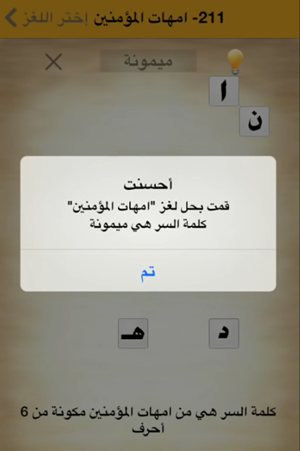 211- امهات المؤمنين إختر اللغز
ميمونة
ا
ن
أحسنت
قمت بحل لغز "امهات المؤمنين"
كلمة السر هي ميمونة
تم
د هـ
كلمة السر هي من امهات المؤمنين مكونة من 6
أحرف